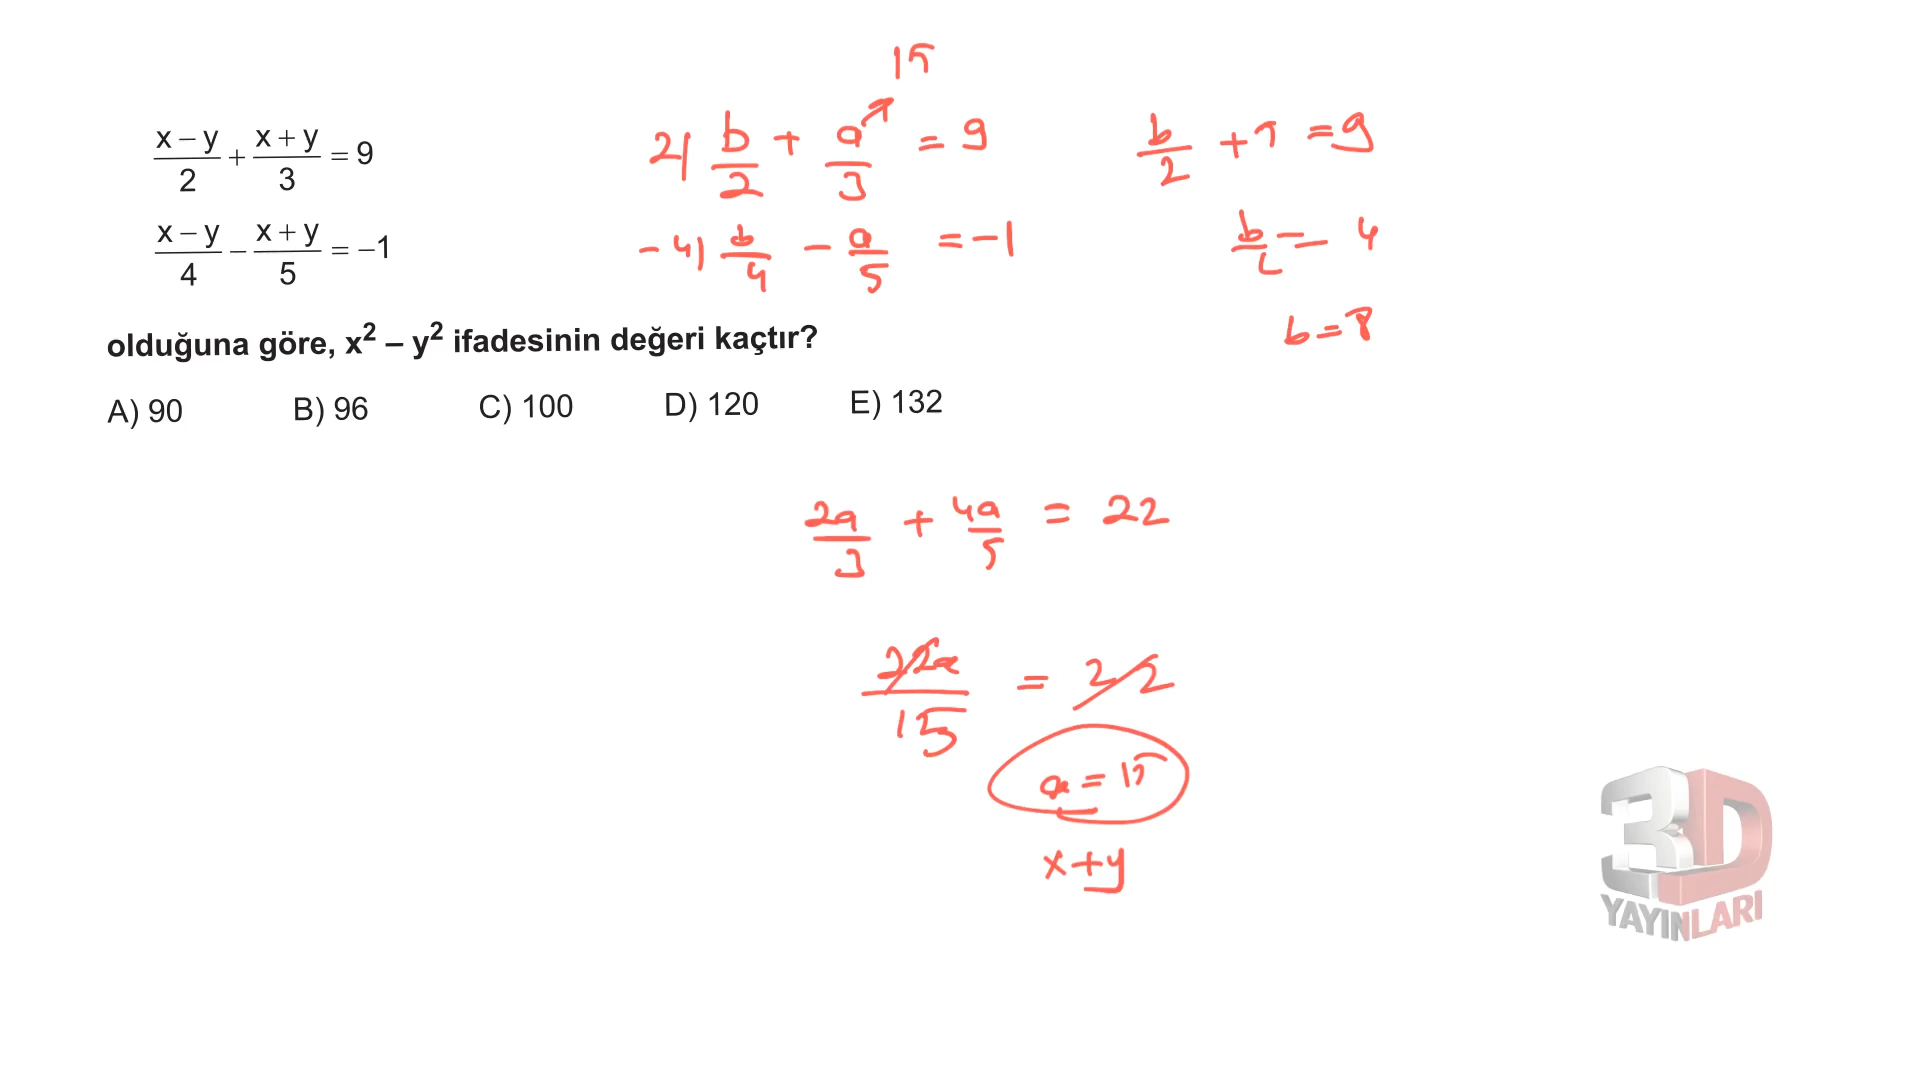 x – y / 2 + x + y / 3 = 9
x – y / 4 – x + y / 5 = –1
olduğuna göre, x² – y² ifadesinin değeri kaçtır?
A) 90 B) 96 C) 100 D) 120 E) 132
15
2) b/2 + a/3 = 9
-4) b/4 - a/5 = -1
b/2 + 5 = 9
b/2 = 4
b = 8
2a/3 + 4a/5 = 22
22a/15 = 22
a = 15
x+y
3D
YAYINLARI